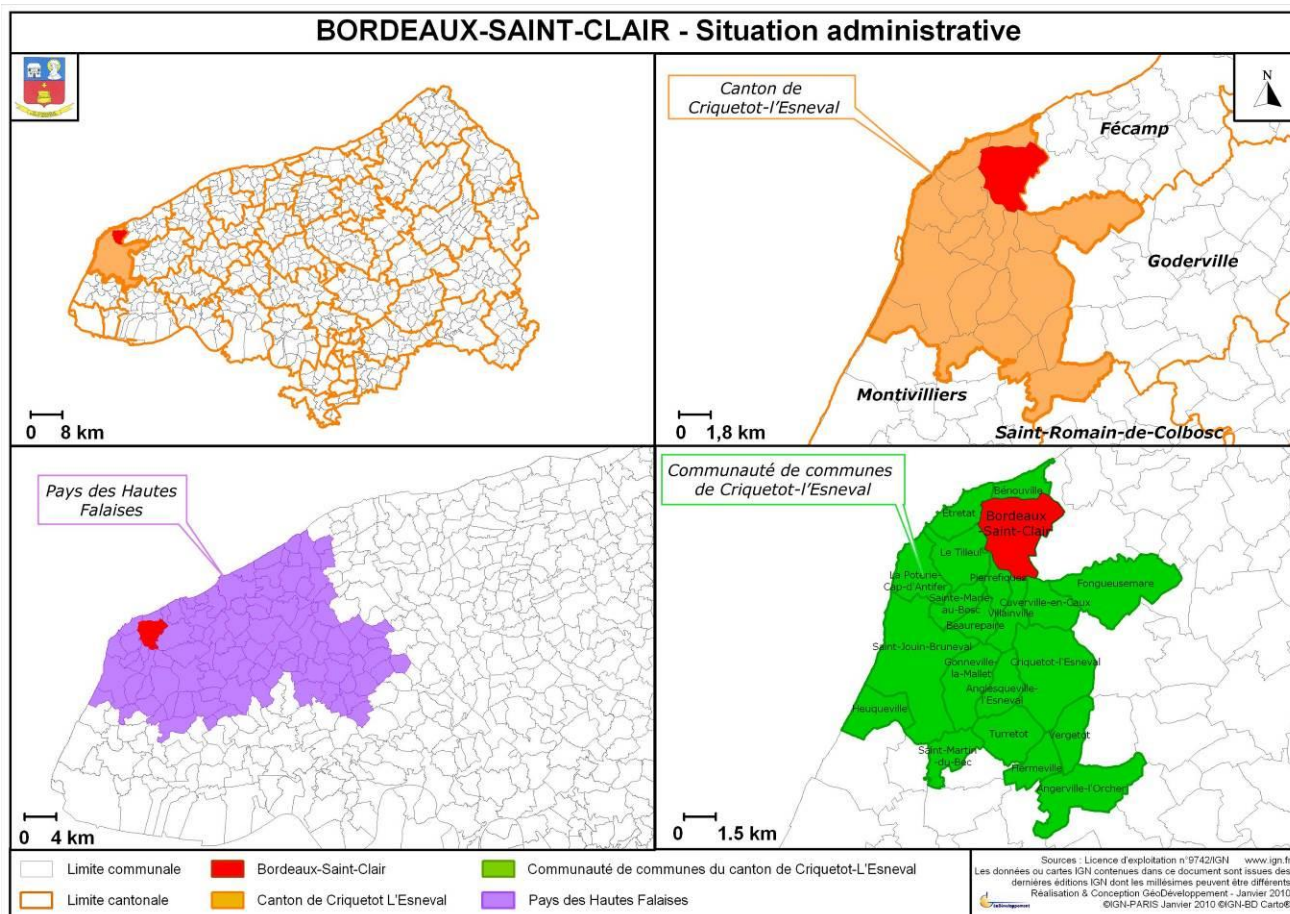 BORDEAUX-SAINT-CLAIR - Situation administrative
0 8 km
Canton de
Criquetot-l'Esneval
N
Fécamp
Goderville
Montivilliers
Saint-Romain-de-Colbosc
0 1,8 km
Pays des Hautes
Falaises
0 4 km
Communauté de communes
de Criquetot-l'Esneval
Bénouville
Etretat
Bordeaux
-Saint-Clair
Le Tilleul
La Poterie-
Cap-d'Antifer
Pierrefiques
Fongueusemare
Sainte-Marie-
au-Bosc
Cuverville-en-Caux
Villainville
Beaurepaire
Saint-Jouin-Bruneval
Gonneville-
la-Mallet
Criquetot-l'Esneval
Anglesqueville-
l'Esneval
Heuqueville
Turretot
Vergetot
Saint-Martin
-du-Bec
Hermeville
Angerville-l'Orcher
0 1.5 km
Limite communale
Bordeaux-Saint-Clair
Communauté de communes du canton de Criquetot-L'Esneval
Limite cantonale
Canton de Criquetot L'Esneval
Pays des Hautes Falaises
Sources : Licence d'exploitation n°9742/IGN www.ign.fr
Les données ou cartes IGN contenues dans ce document sont issues des
dernières éditions IGN dont les millésimes peuvent être différents
Réalisation & Conception GéoDéveloppement - Janvier 2010
©IGN-PARIS Janvier 2010 ©IGN-BD Carto®
GéoDéveloppement